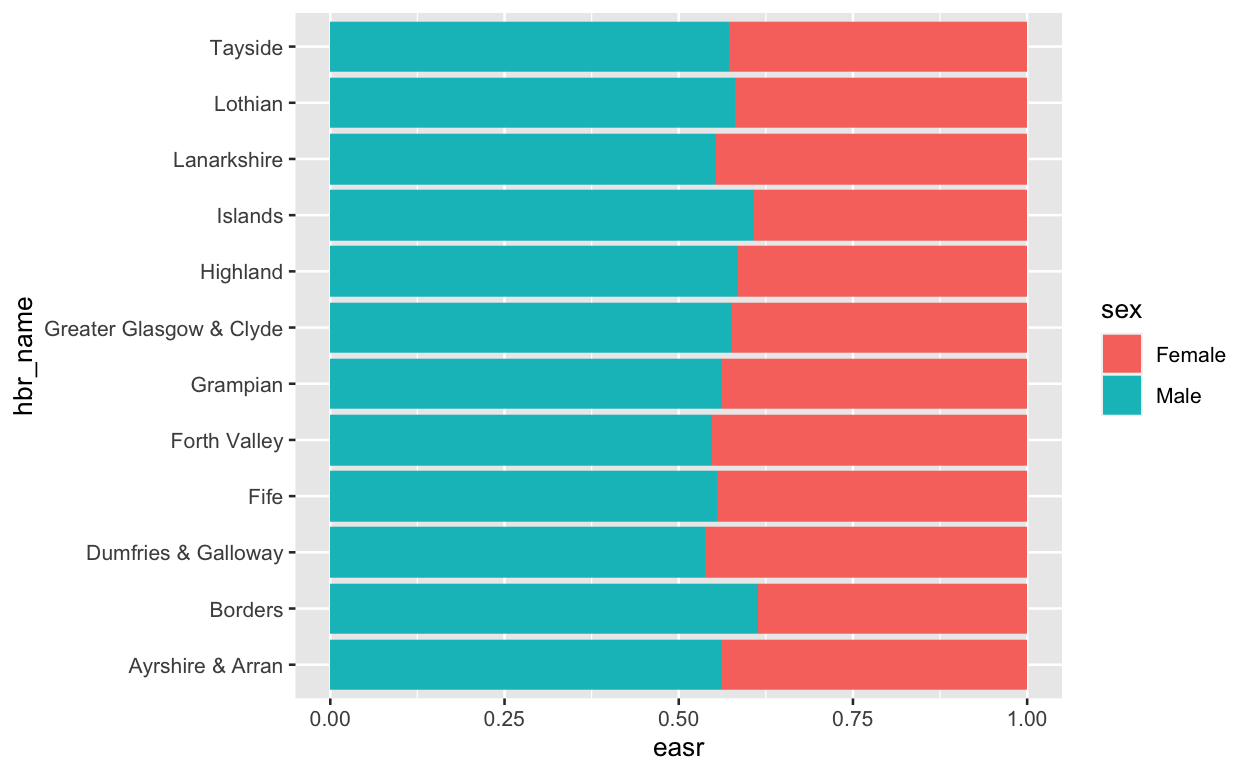 Tayside
Lothian
Lanarkshire
Islands
Highland
Greater Glasgow & Clyde
Grampian
Forth Valley
Fife
Dumfries & Galloway
Borders
Ayrshire & Arran
hbr_name
0.00 0.25 0.50 0.75 1.00
easr
sex
Female
Male